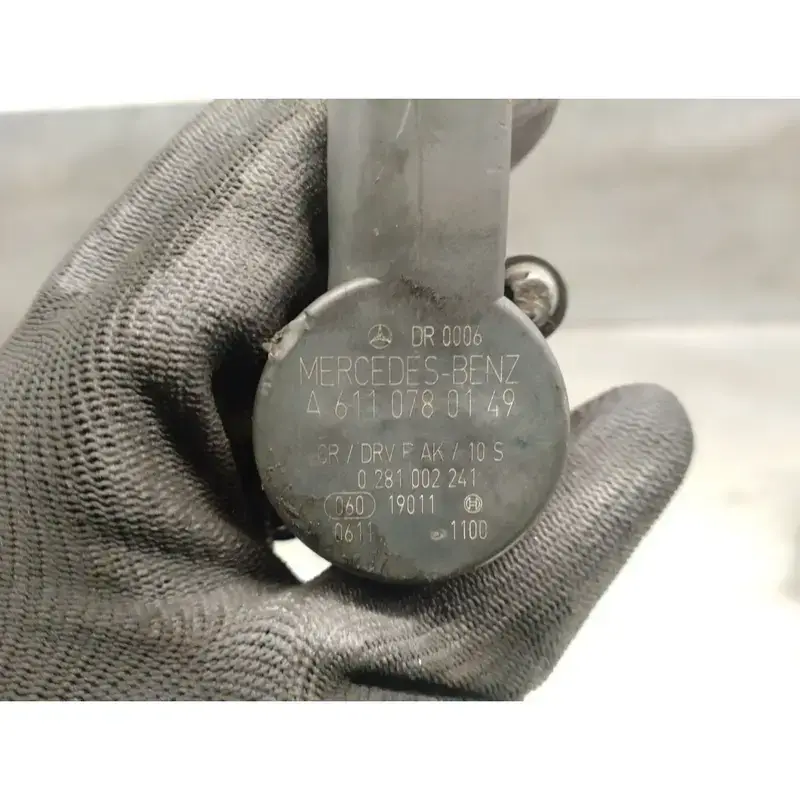 DR 0006
MERCEDES-BENZ
A 611 078 01 49
CR / DRV P AK / 10 S
0 281 002 241
060 19011
0611 1100